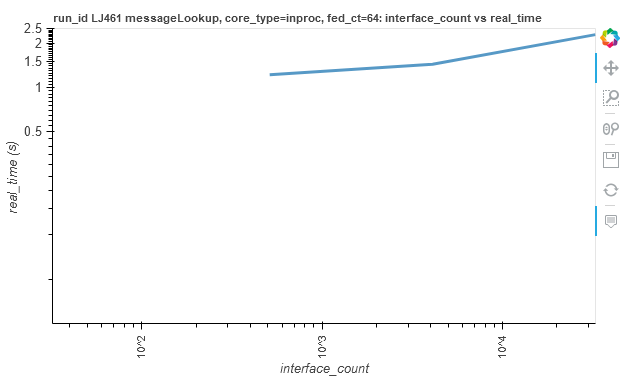 run_id LJ461 messageLookup, core_type=inproc, fed_ct=64: interface_count vs real_time
2.5
2
1.5
1
0.5
real_time (s)
10^2
10^3
10^4
interface_count